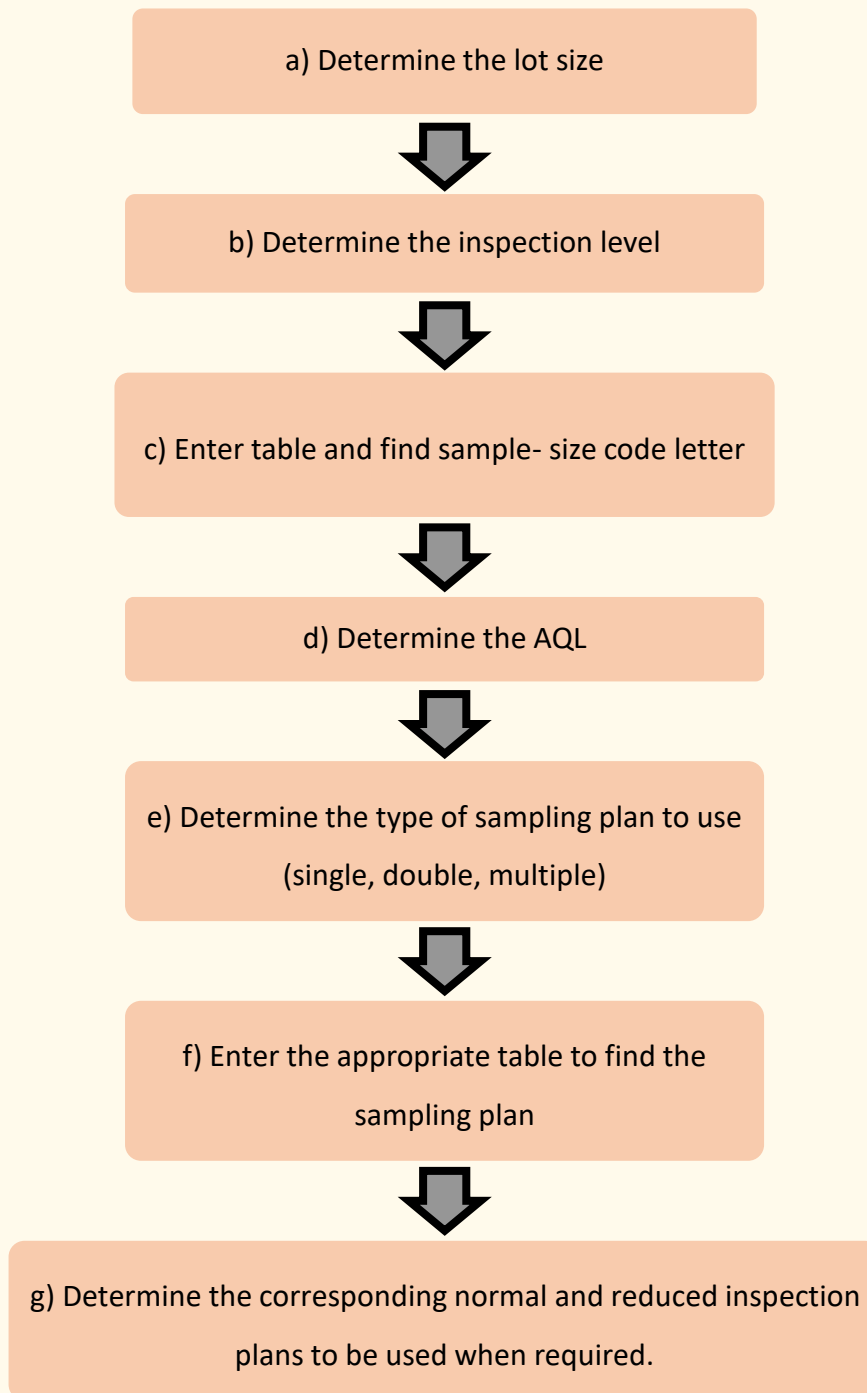 a) Determine the lot size
b) Determine the inspection level
c) Enter table and find sample- size code letter
d) Determine the AQL
e) Determine the type of sampling plan to use
(single, double, multiple)
f) Enter the appropriate table to find the
sampling plan
g) Determine the corresponding normal and reduced inspection
plans to be used when required.